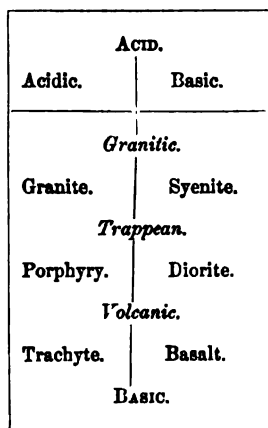 ACID.
Acidic. Basic.
Granitic.
Granite. Syenite.
Trappean.
Porphyry. Diorite.
Volcanic.
Trachyte. Basalt.
BASIC.